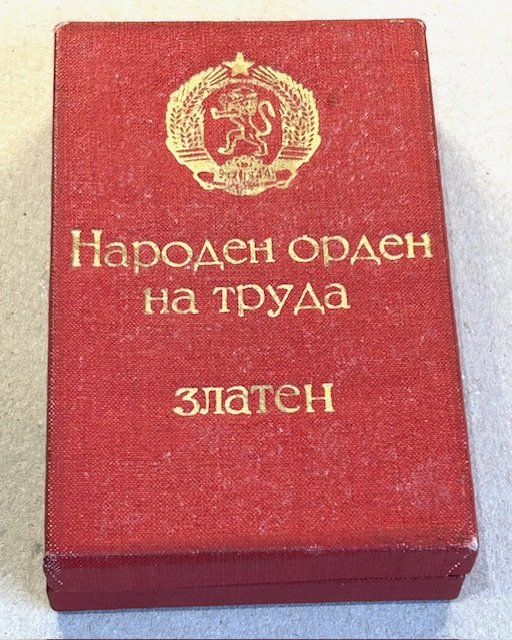 Народен орден
на труда
златен